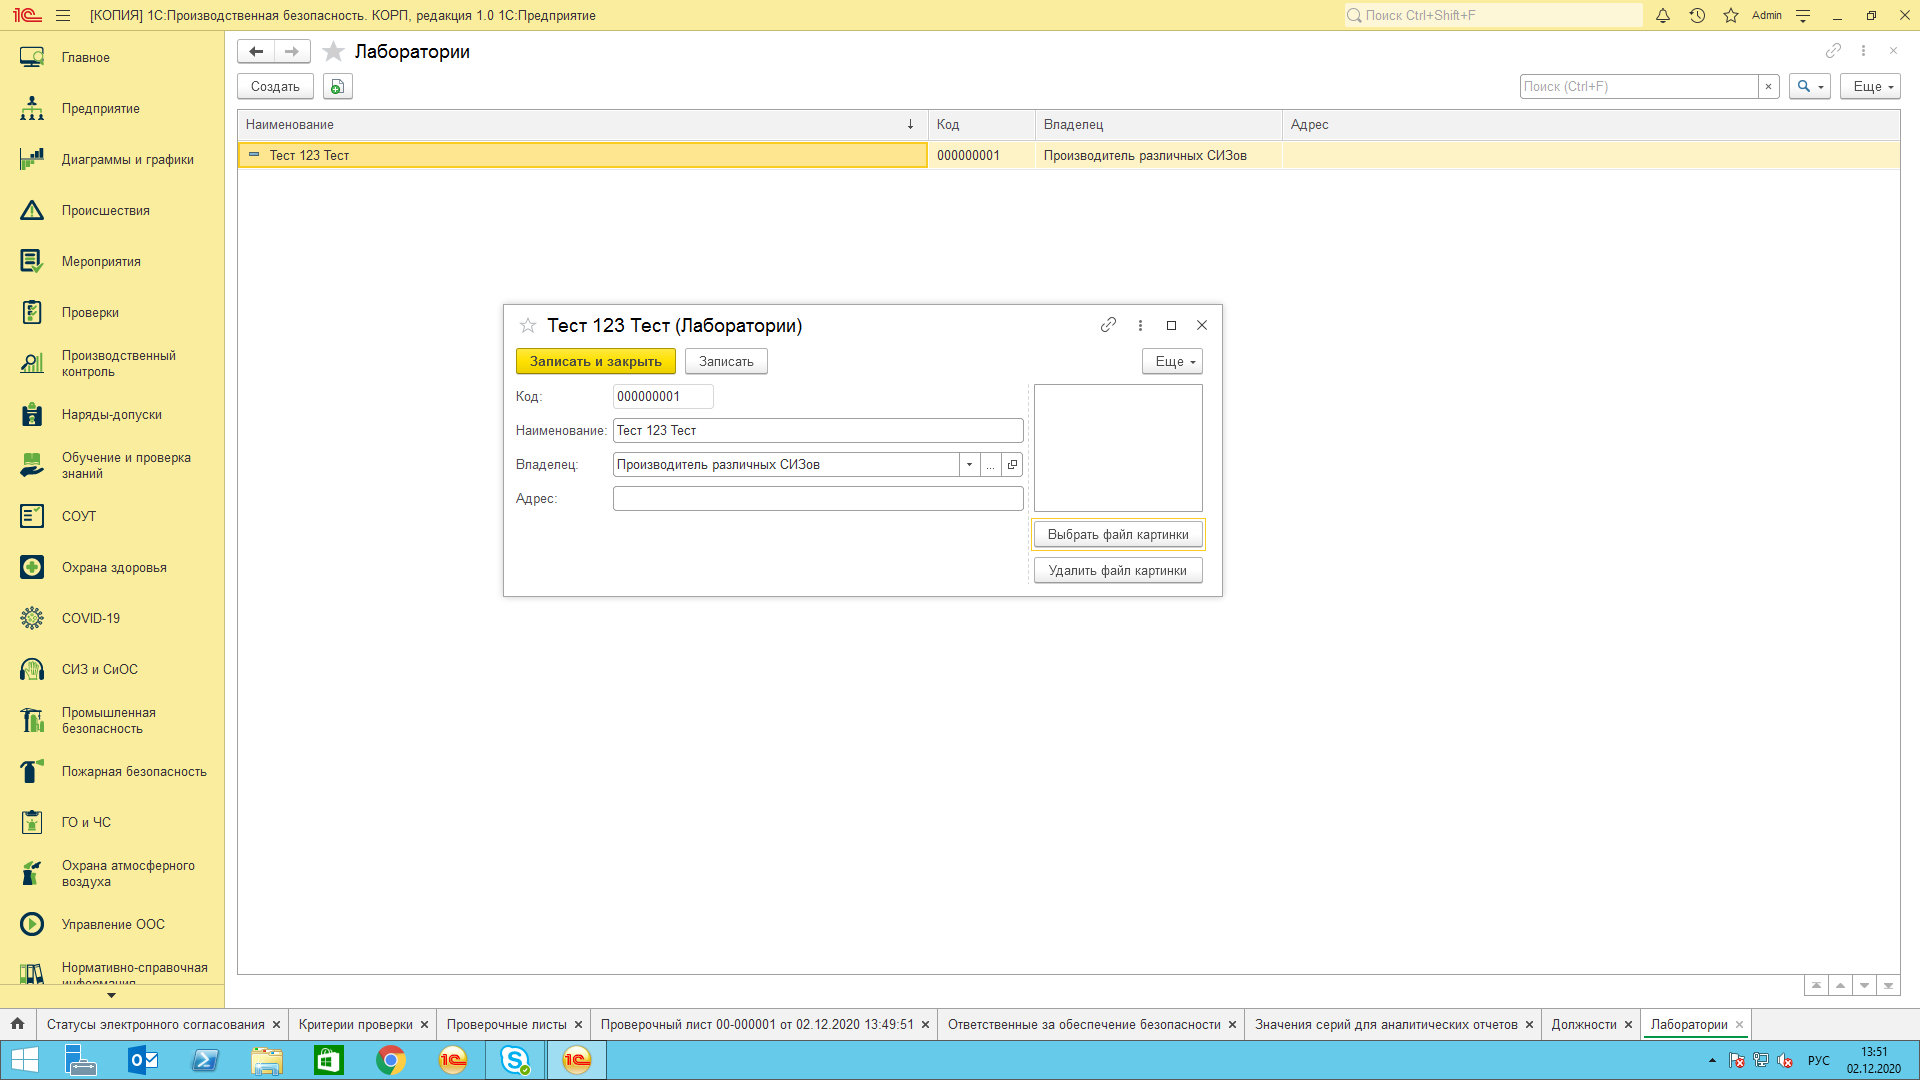 [КОПИЯ] 1С:Производственная безопасность. КОРП, редакция 1.0 1С:Предприятие
Поиск Ctrl+Shift+F
Admin
Главное
Предприятие
Диаграммы и графики
Происшествия
Мероприятия
Проверки
Производственный
контроль
Наряды-допуски
Обучение и проверка
знаний
СОУТ
Охрана здоровья
COVID-19
СИЗ и СиОС
Промышленная
безопасность
Пожарная безопасность
ГО и ЧС
Охрана атмосферного
воздуха
Управление ООС
Нормативно-справочная
информация
Лаборатории
Создать
Поиск (Ctrl+F)
×
Еще
Наименование ↓ Код Владелец Адрес
Тест 123 Тест 000000001 Производитель различных СИЗов
Тест 123 Тест (Лаборатории)
Записать и закрыть Записать Еще
Код: 000000001
Наименование: Тест 123 Тест
Владелец: Производитель различных СИЗов ...
Адрес:
Выбрать файл картинки
Удалить файл картинки
Статусы электронного согласования × Критерии проверки × Проверочные листы × Проверочный лист 00-000001 от 02.12.2020 13:49:51 × Ответственные за обеспечение безопасности × Значения серий для аналитических отчетов × Должности × Лаборатории ×
РУС
13:51
02.12.2020